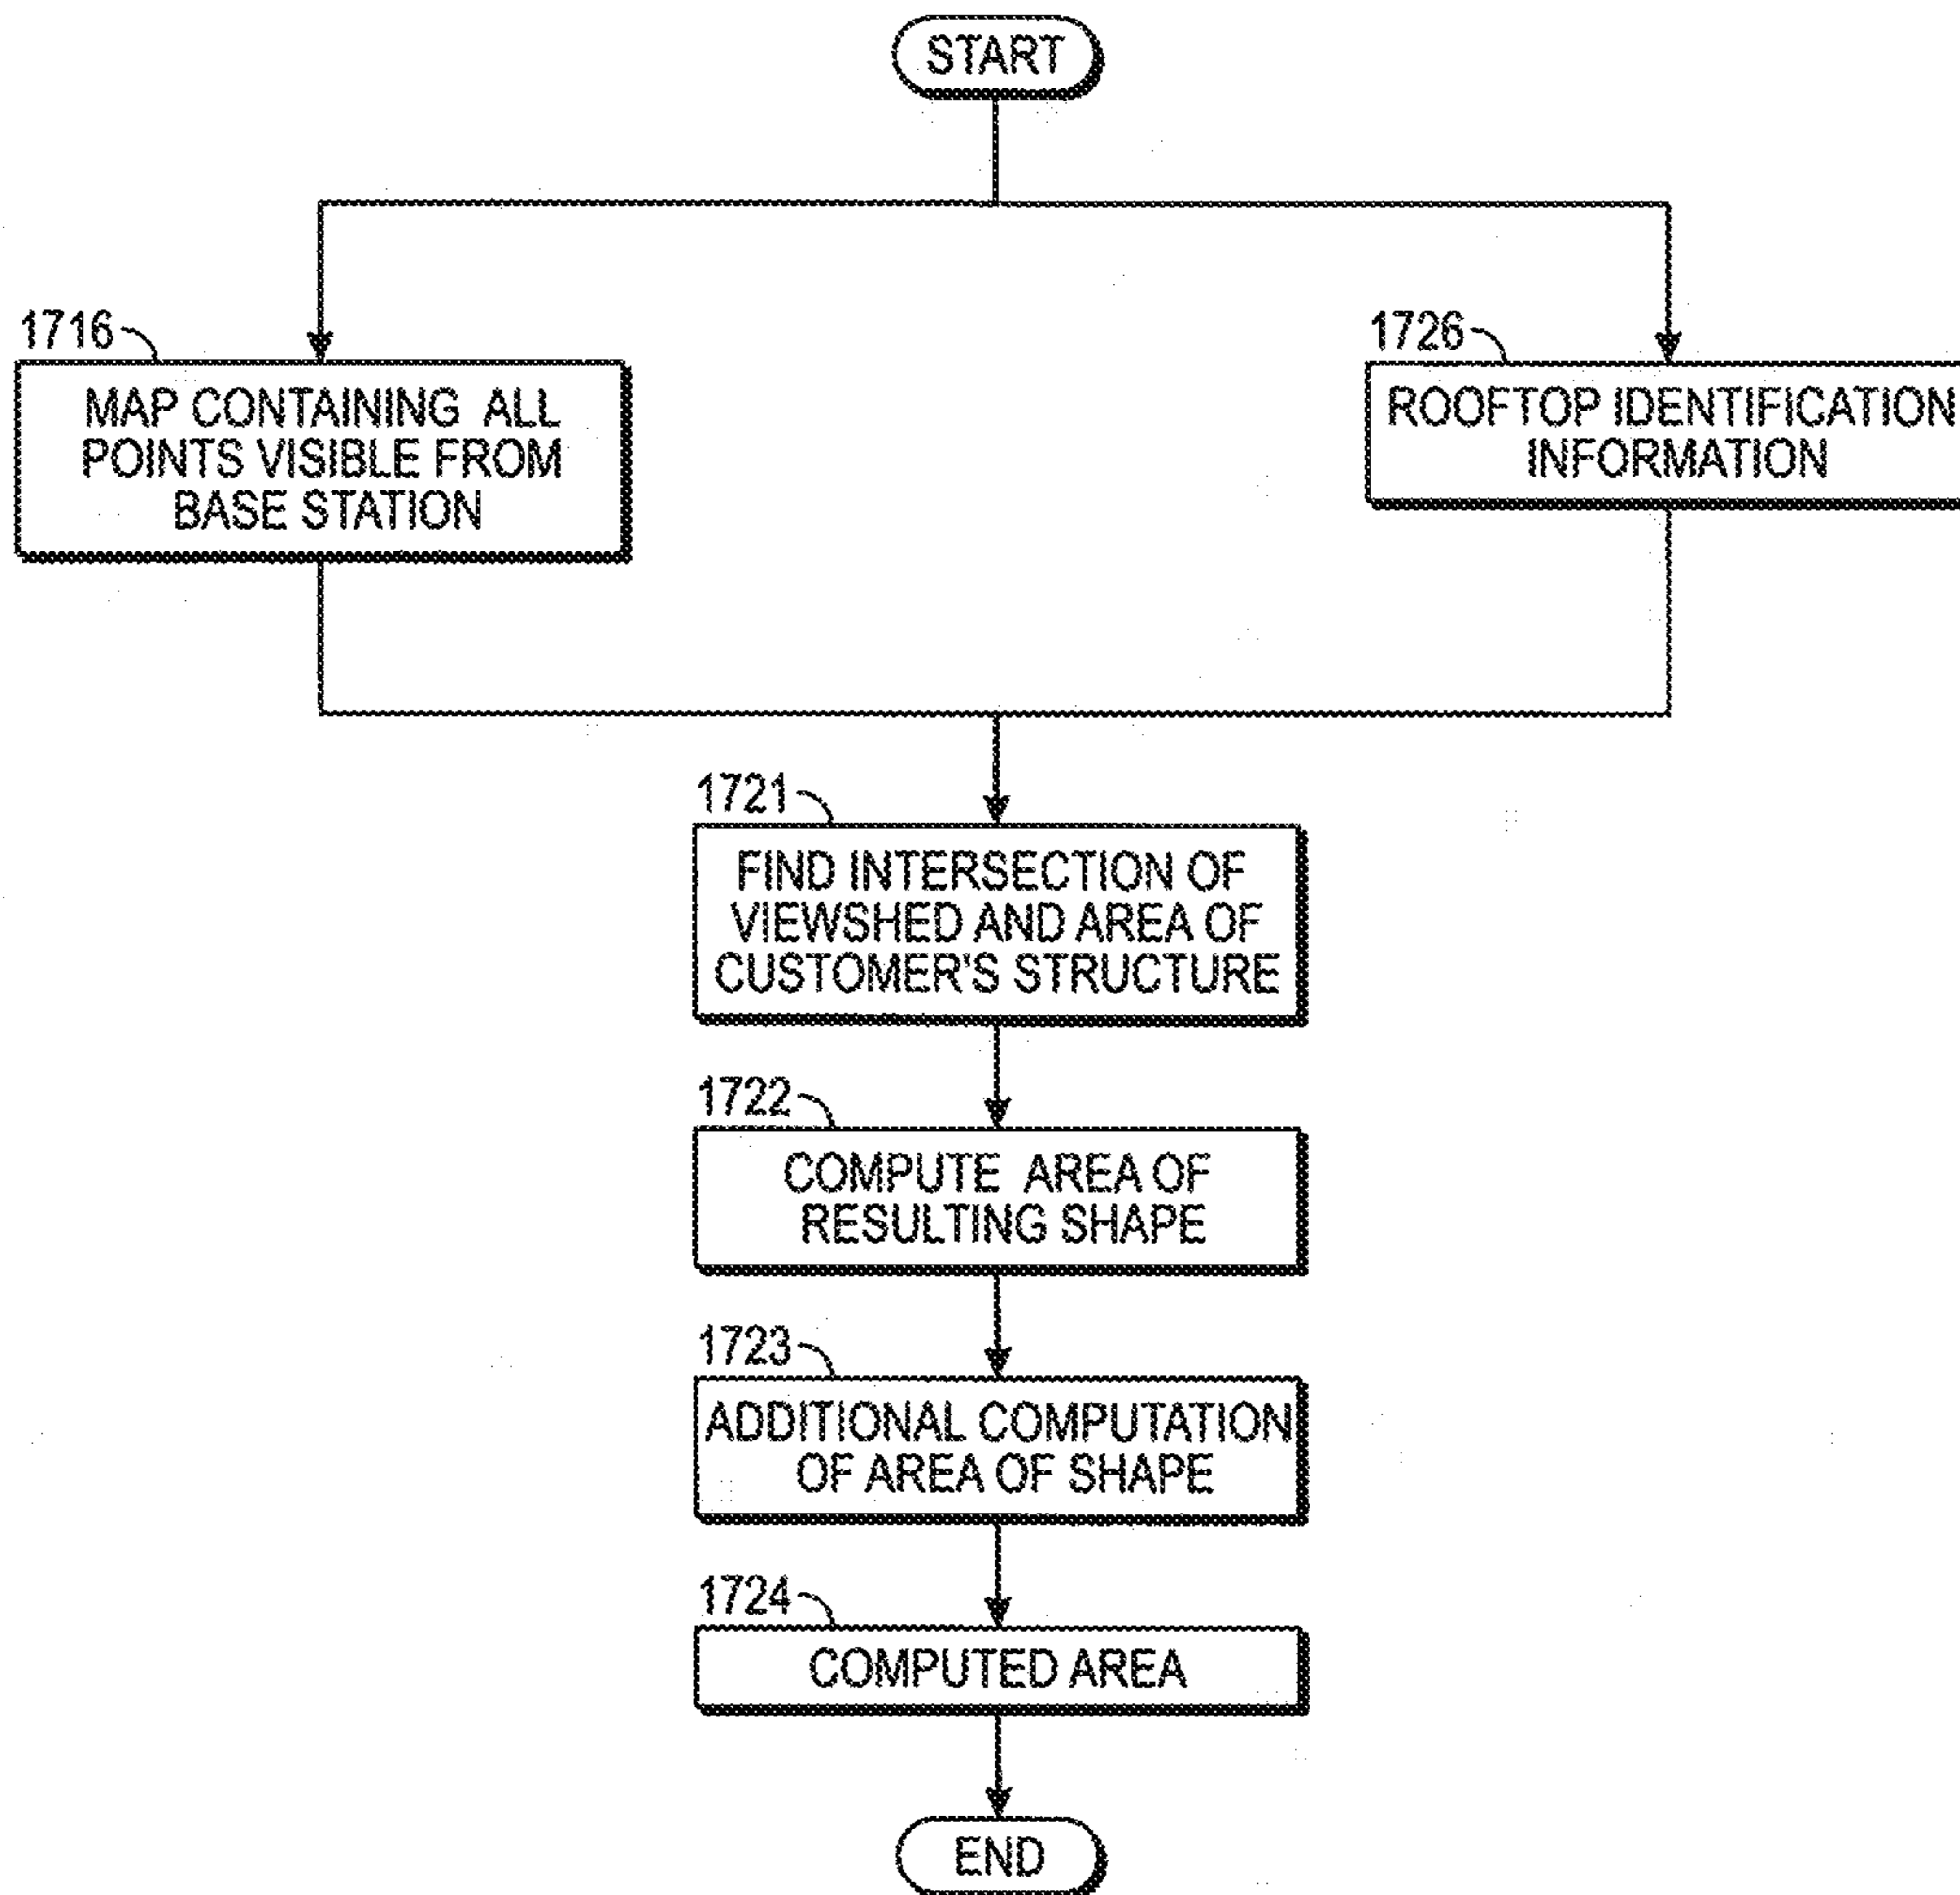 START
1716
MAP CONTAINING ALL
POINTS VISIBLE FROM
BASE STATION
1726
ROOFTOP IDENTIFICATION
INFORMATION
1721
FIND INTERSECTION OF
VIEWSHED AND AREA OF
CUSTOMER'S STRUCTURE
1722
COMPUTE AREA OF
RESULTING SHAPE
1723
ADDITIONAL COMPUTATION
OF AREA OF SHAPE
1724
COMPUTED AREA
END